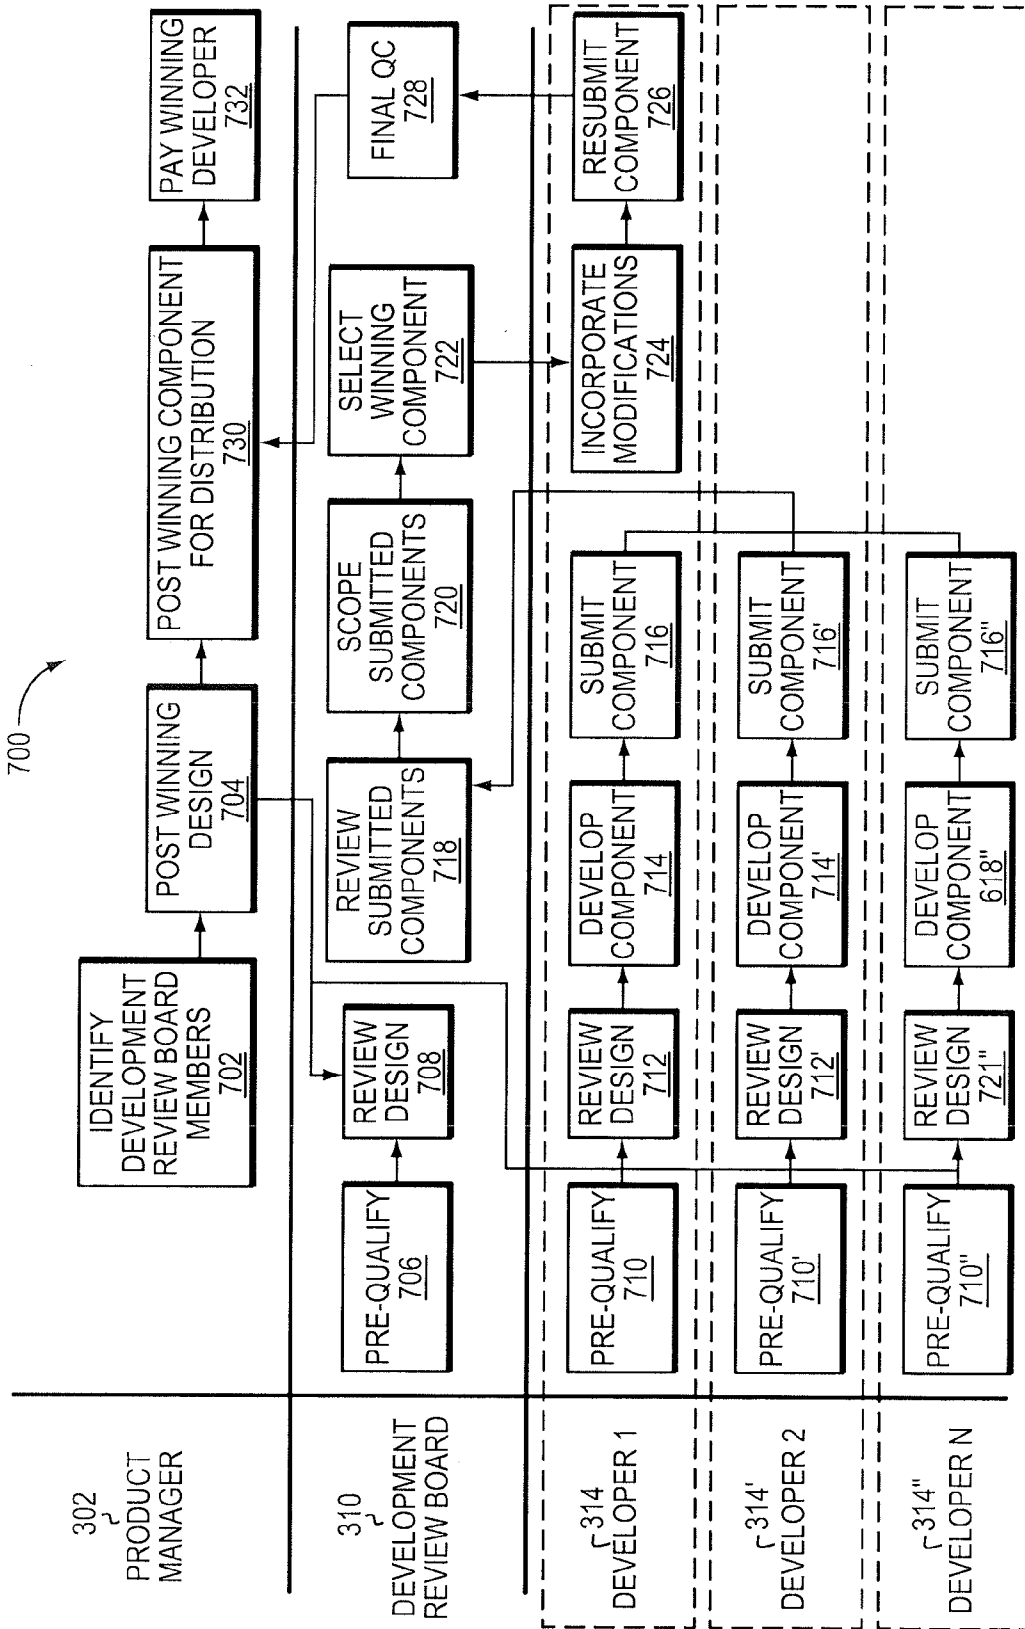 700
302
PRODUCT
MANAGER
IDENTIFY
DEVELOPMENT
REVIEW BOARD
MEMBERS
702
POST WINNING
DESIGN
704
POST WINNING COMPONENT
FOR DISTRIBUTION
730
PAY WINNING
DEVELOPER
732
310
DEVELOPMENT
REVIEW BOARD
PRE-QUALIFY
706
REVIEW
DESIGN
708
REVIEW
SUBMITTED
COMPONENTS
718
SCOPE
SUBMITTED
COMPONENTS
720
SELECT
WINNING
COMPONENT
722
FINAL QC
728
314
DEVELOPER 1
PRE-QUALIFY
710
REVIEW
DESIGN
712
DEVELOP
COMPONENT
714
SUBMIT
COMPONENT
716
INCORPORATE
MODIFICATIONS
724
RESUBMIT
COMPONENT
726
314'
DEVELOPER 2
PRE-QUALIFY
710'
REVIEW
DESIGN
712'
DEVELOP
COMPONENT
714'
SUBMIT
COMPONENT
716'
314"
DEVELOPER N
PRE-QUALIFY
710"
REVIEW
DESIGN
721"
DEVELOP
COMPONENT
618"
SUBMIT
COMPONENT
716"